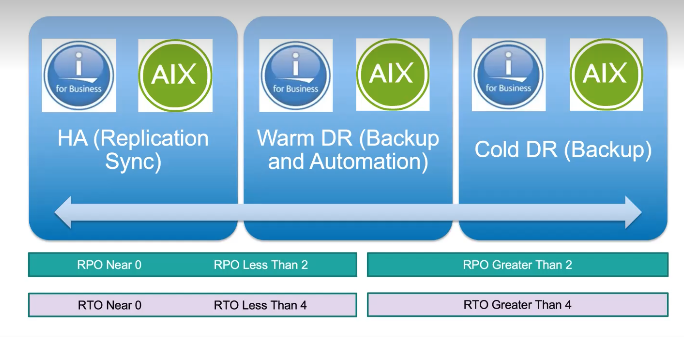 i
for Business
AIX
i
for Business
AIX
i
for Business
AIX
HA (Replication
Sync)
Warm DR (Backup
and Automation)
Cold DR (Backup)
RPO Near 0
RPO Less Than 2
RPO Greater Than 2
RTO Near 0
RTO Less Than 4
RTO Greater Than 4